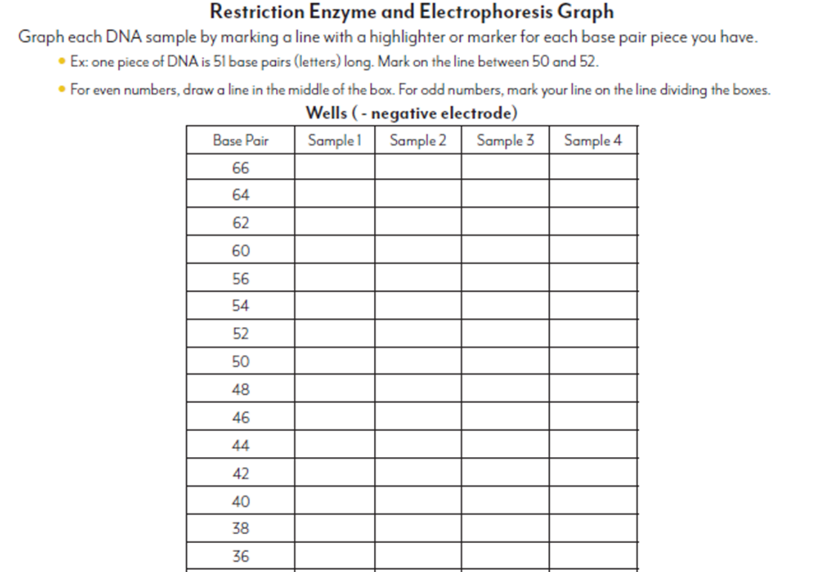 Restriction Enzyme and Electrophoresis Graph
Graph each DNA sample by marking a line with a highlighter or marker for each base pair piece you have.
• Ex: one piece of DNA is 51 base pairs (letters) long. Mark on the line between 50 and 52.
• For even numbers, draw a line in the middle of the box. For odd numbers, mark your line on the line dividing the boxes.
Wells ( - negative electrode)
Base Pair Sample 1 Sample 2 Sample 3 Sample 4
66
64
62
60
56
54
52
50
48
46
44
42
40
38
36